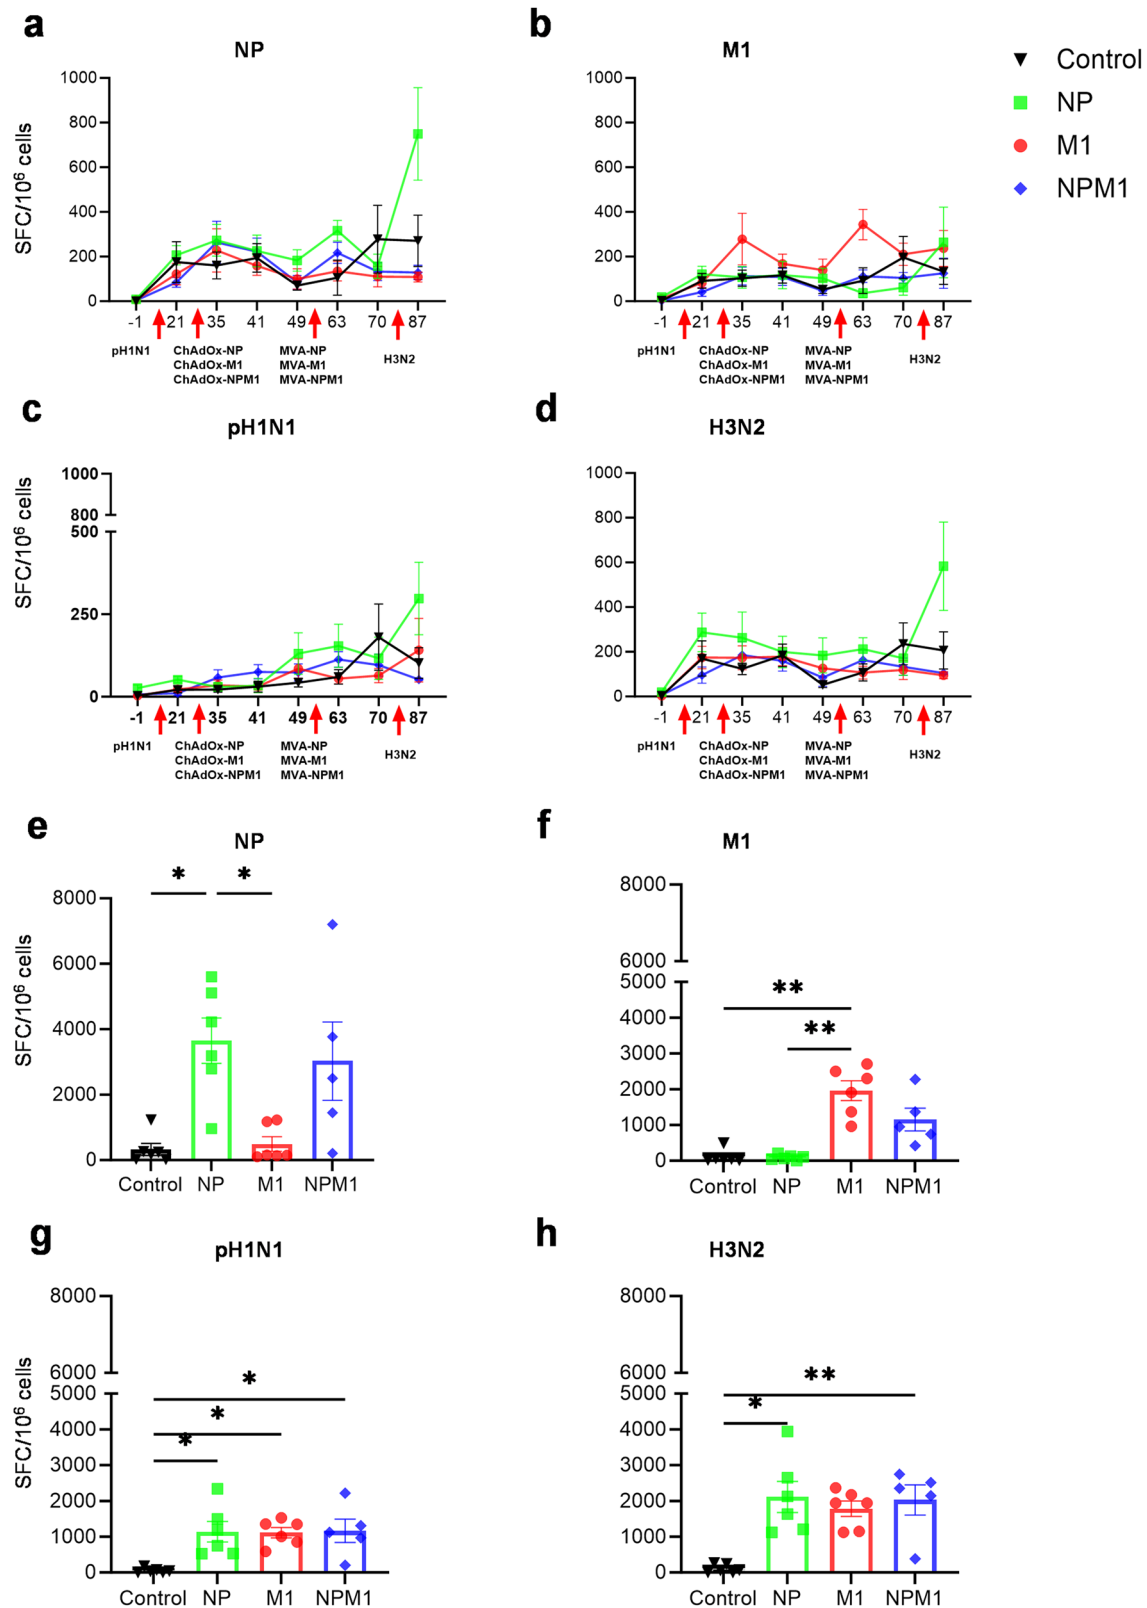 a
NP
1000
800
600
400
200
0
SFC/10⁶ cells
-1 21 35 41 49 63 70 87
pH1N1
ChAdOx-NP
ChAdOx-M1
ChAdOx-NPM1
MVA-NP
MVA-M1
MVA-NPM1
H3N2
b
M1
1000
800
600
400
200
0
-1 21 35 41 49 63 70 87
pH1N1
ChAdOx-NP
ChAdOx-M1
ChAdOx-NPM1
MVA-NP
MVA-M1
MVA-NPM1
H3N2
Control
NP
M1
NPM1
c
pH1N1
1000
800
500
250
0
SFC/10⁶ cells
-1 21 35 41 49 63 70 87
pH1N1
ChAdOx-NP
ChAdOx-M1
ChAdOx-NPM1
MVA-NP
MVA-M1
MVA-NPM1
H3N2
d
H3N2
1000
800
600
400
200
0
-1 21 35 41 49 63 70 87
pH1N1
ChAdOx-NP
ChAdOx-M1
ChAdOx-NPM1
MVA-NP
MVA-M1
MVA-NPM1
H3N2
e
NP
* *
8000
6000
4000
2000
0
SFC/10⁶ cells
Control NP M1 NPM1
f
M1
8000
6000
5000
4000
3000
2000
1000
0
**
**
Control NP M1 NPM1
g
pH1N1
8000
6000
5000
4000
3000
2000
1000
0
SFC/10⁶ cells
*
*
*
Control NP M1 NPM1
h
H3N2
8000
6000
5000
4000
3000
2000
1000
0
**
*
Control NP M1 NPM1